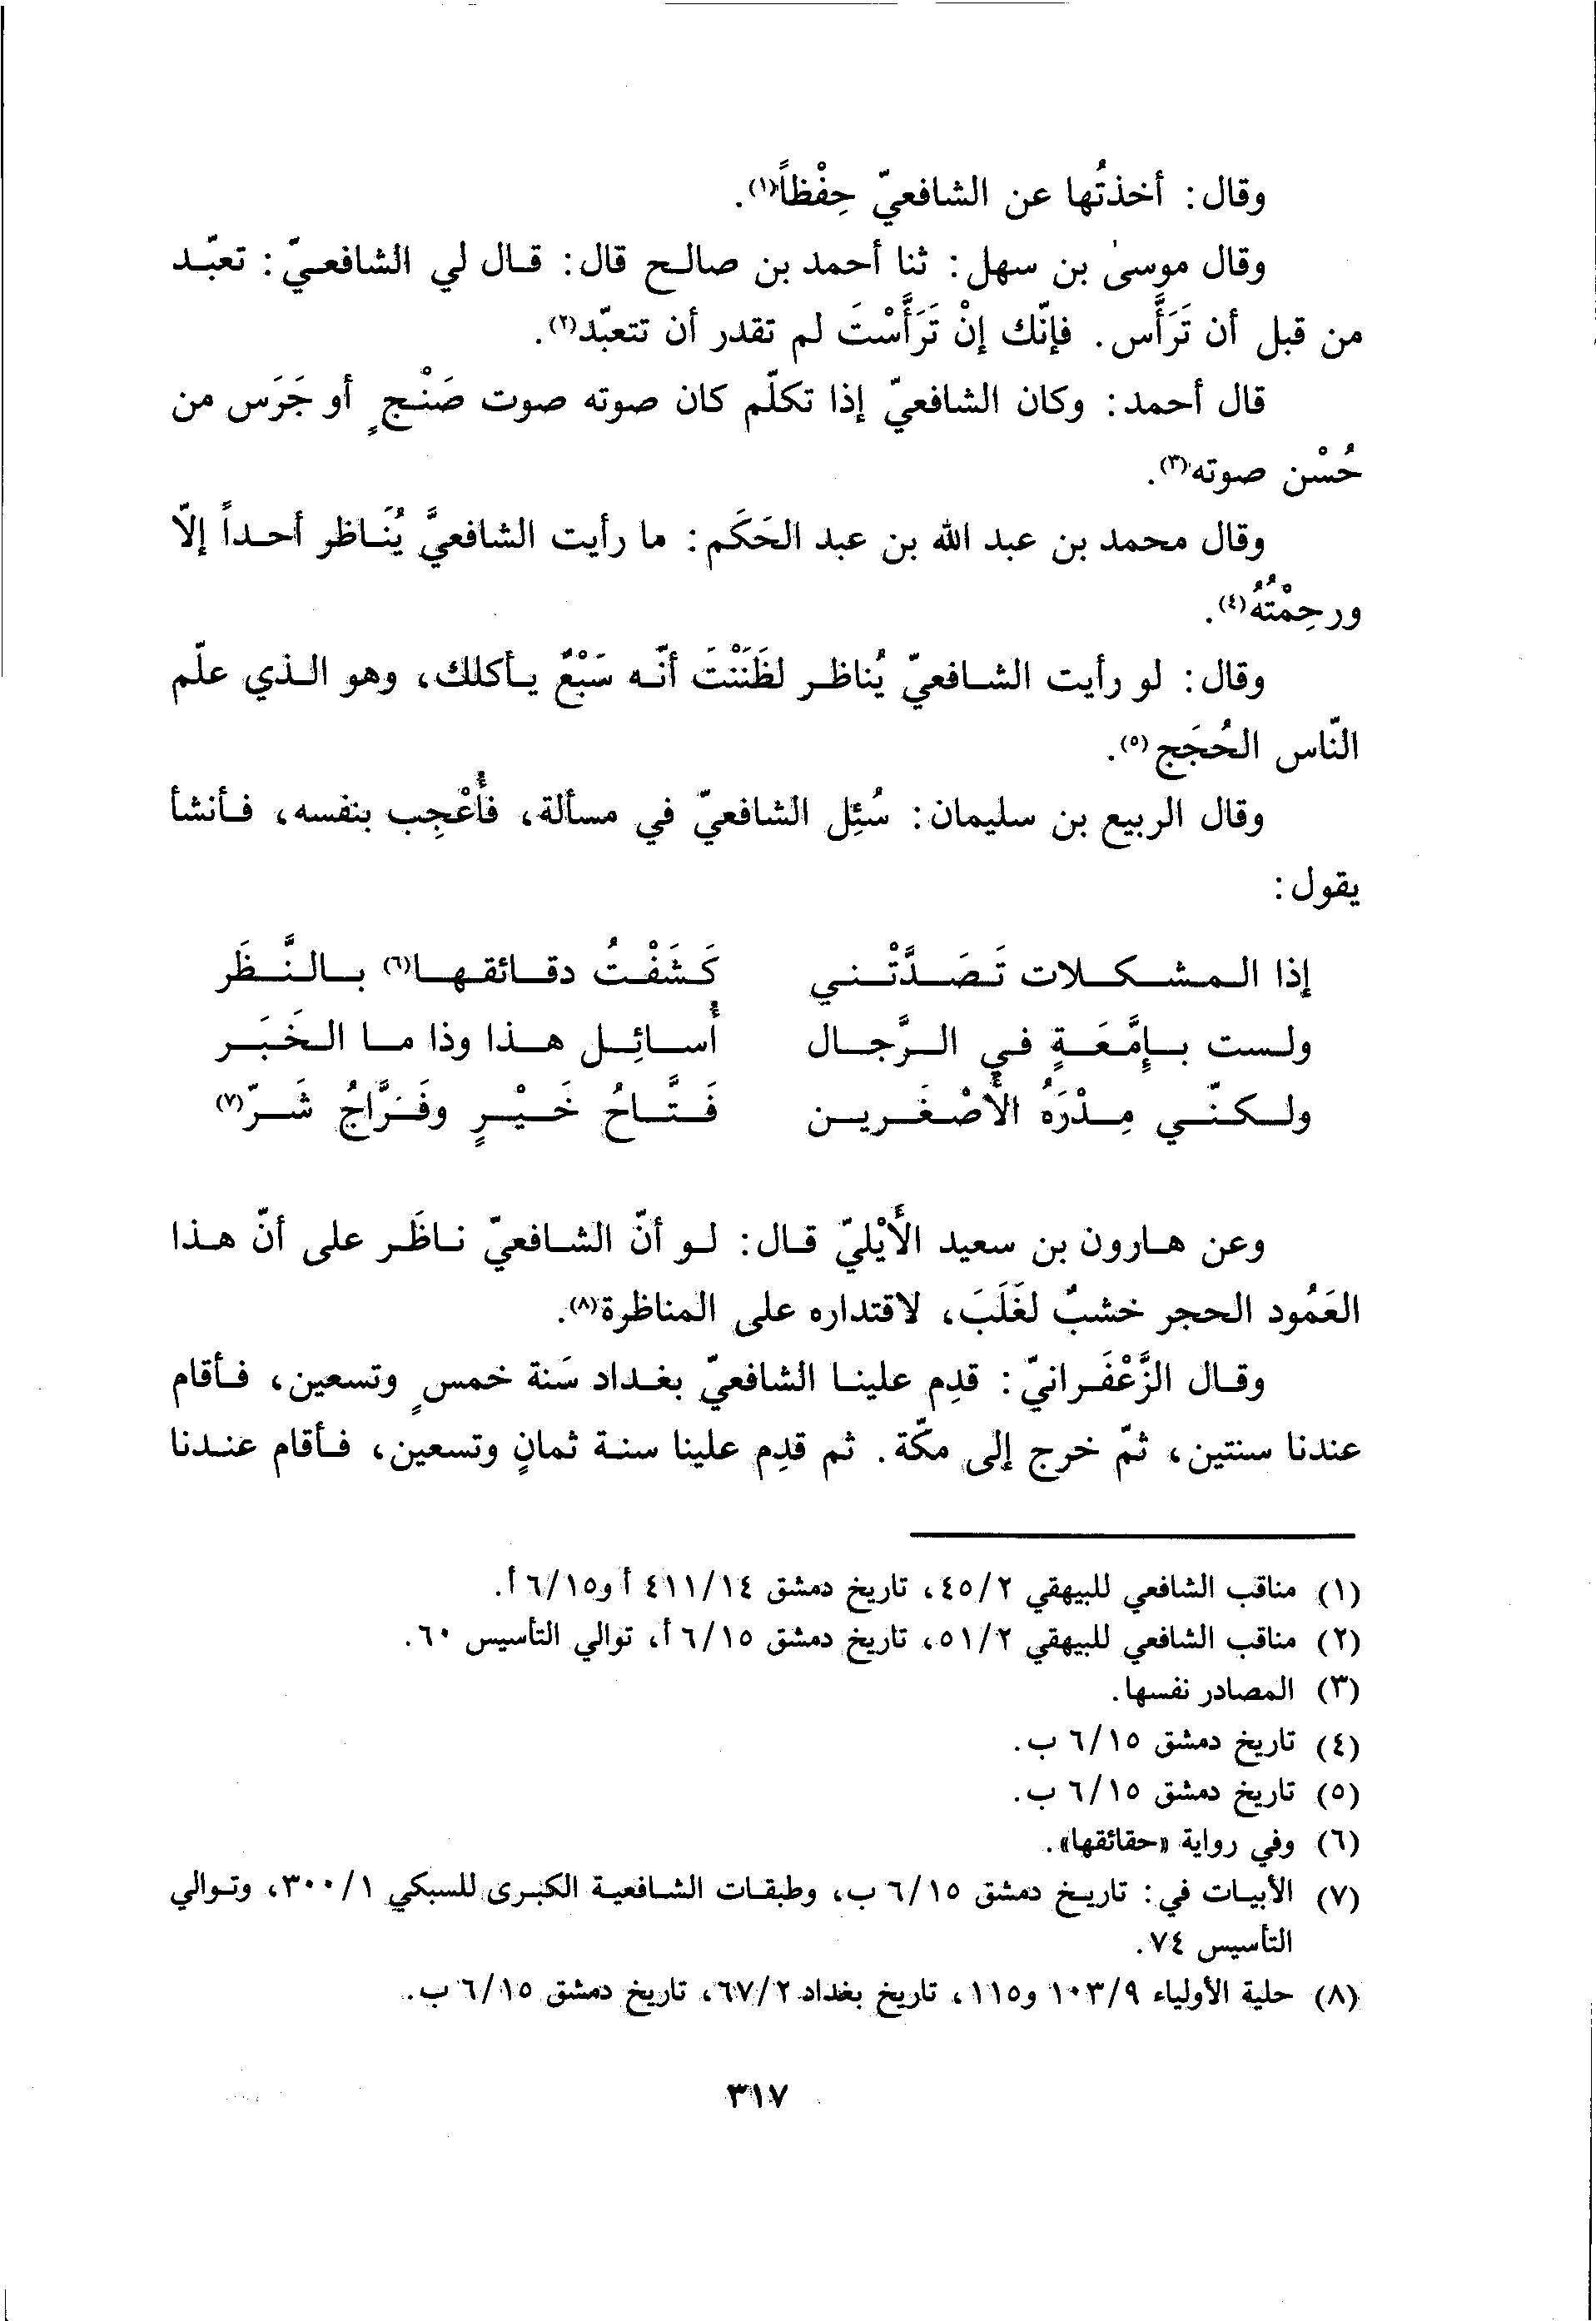 وقال: أخذتُها عن الشافعيّ حِفْظاً(١).
وقال موسىٰ بن سهل: ثنا أحمد بن صالح قال: قال لي الشافعيّ: تعبّد
من قبل أن تَرَأَّس. فإنّك إنْ تَرَأَّسْتَ لم تقدر أن تتعبّد(٢).
قال أحمد: وكان الشافعيّ إذا تكلّم كان صوته صوت صَنْجٍ أو جَرَس من
حُسْن صوته(٣).
وقال محمد بن عبد الله بن عبد الحَكَم: ما رأيت الشافعيَّ يُنَاظر أحداً إلّا
ورحِمْتُهُ(٤).
وقال: لو رأيت الشافعيّ يُناظر لظَنَنْتَ أنّه سَبْعٌ يأكلك، وهو الذي علّم
النّاس الحُجَج(٥).
وقال الربيع بن سليمان: سُئِل الشافعيّ في مسألة، فأُعْجِب بنفسه، فأنشأ
يقول:
إذا المشكلات تَصَدَّتْني كَشَفْتُ دقائقها(٦) بالنَّظَر
ولست بإِمَّعَةٍ في الرَّجال أُسائِل هذا وذا ما الخَبَر
ولكنّي مِدْرَهُ الأَصْغَرين فَتَّاحُ خَيْرٍ وفَرَّاجُ شَرّ(٧)
وعن هارون بن سعيد الأَيْليّ قال: لو أنّ الشافعيّ ناظَر على أنّ هذا
العَمُود الحجر خشبٌ لغَلَبَ، لاقتداره على المناظرة(٨).
وقال الزَّعْفَرانيّ: قدِم علينا الشافعيّ بغداد سَنة خمسٍ وتسعين، فأقام
عندنا سنتين، ثمّ خرج إلى مكّة. ثم قدِم علينا سنة ثمانٍ وتسعين، فأقام عندنا
(١) مناقب الشافعي للبيهقي ٤٥/٢، تاريخ دمشق ٤١١/١٤ أ و٦/١٥ أ.
(٢) مناقب الشافعي للبيهقي ٥١/٢، تاريخ دمشق ٦/١٥ أ، توالي التأسيس ٦٠.
(٣) المصادر نفسها.
(٤) تاريخ دمشق ٦/١٥ ب.
(٥) تاريخ دمشق ٦/١٥ ب.
(٦) وفي رواية «حقائقها».
(٧) الأبيات في: تاريخ دمشق ٦/١٥ ب، وطبقات الشافعية الكبرى للسبكي ٣٠٠/١، وتوالي
التأسيس ٧٤.
(٨) حلية الأولياء ١٠٣/٩ و١١٥، تاريخ بغداد ٦٧/٢، تاريخ دمشق ٦/١٥ ب.
٣١٧